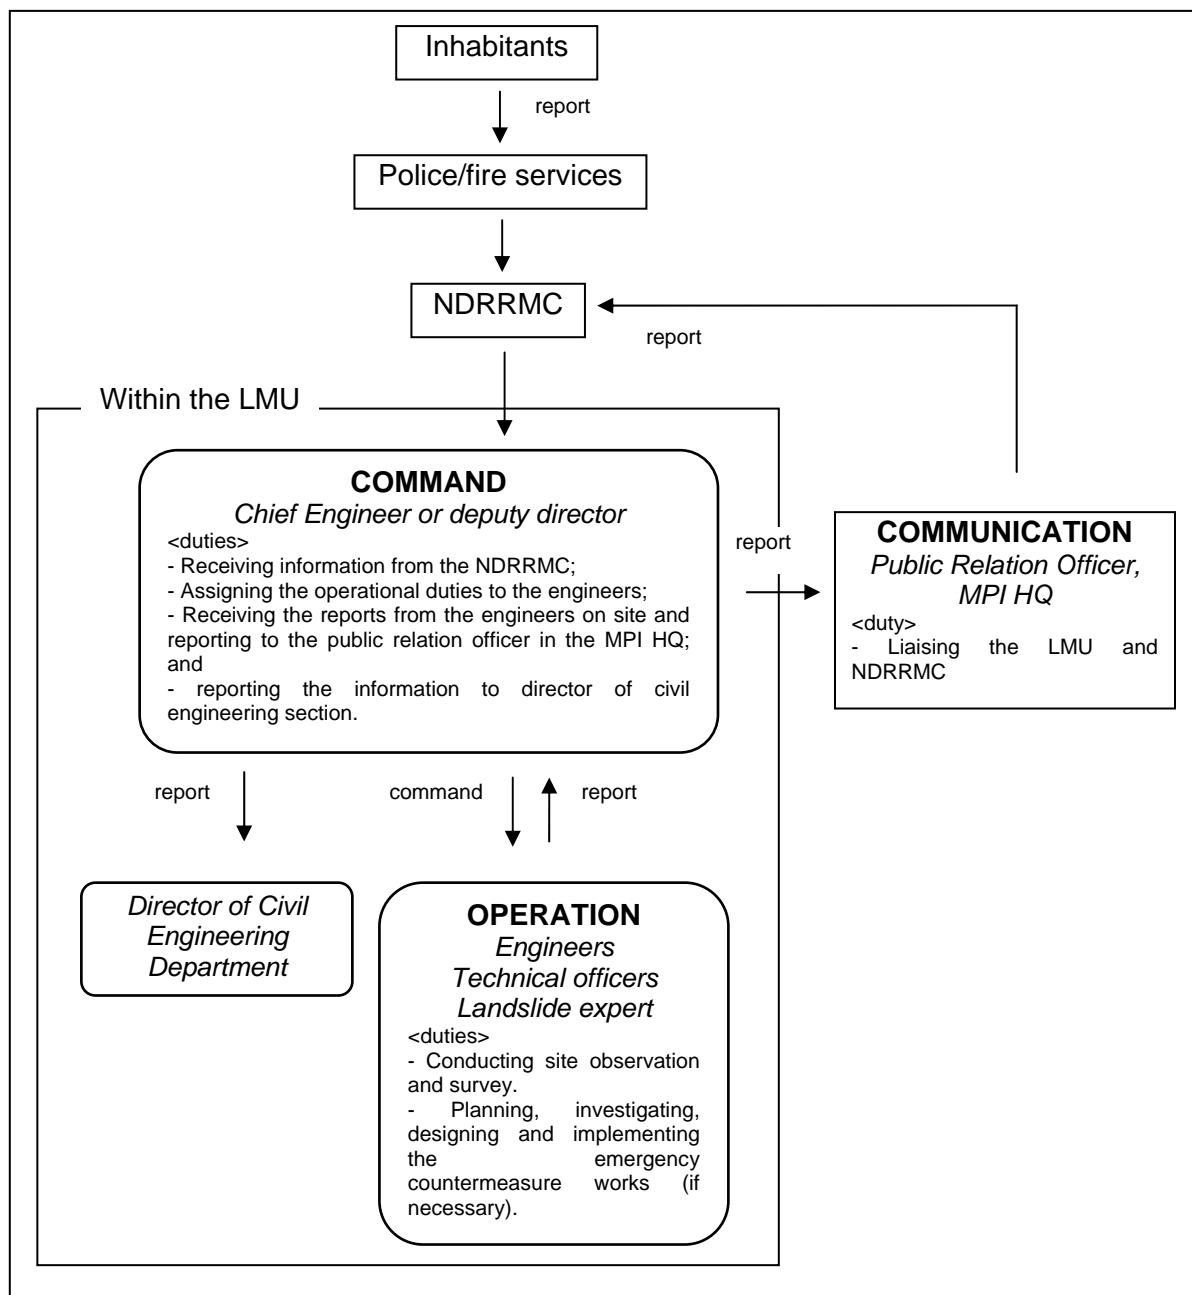 Inhabitants
report
Police/fire services
NDRRMC
report
Within the LMU
COMMAND
Chief Engineer or deputy director
<duties>
- Receiving information from the NDRRMC;
- Assigning the operational duties to the engineers;
- Receiving the reports from the engineers on site and
reporting to the public relation officer in the MPI HQ;
and
- reporting the information to director of civil
engineering section.
report
COMMUNICATION
Public Relation Officer,
MPI HQ
<duty>
- Liaising the LMU and
NDRRMC
report
command
report
Director of Civil
Engineering
Department
OPERATION
Engineers
Technical officers
Landslide expert
<duties>
- Conducting site observation
and survey.
- Planning, investigating,
designing and implementing
the emergency
countermeasure works (if
necessary).